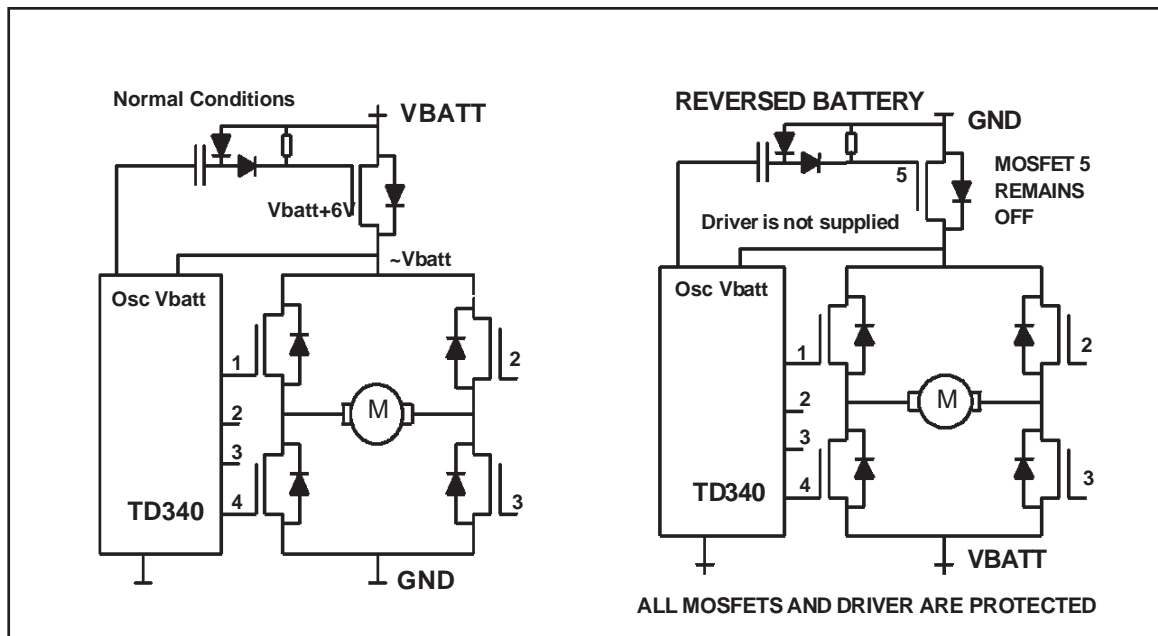 Normal Conditions
VBATT
Vbatt+6V
~Vbatt
Osc Vbatt
1
2
2
M
3
4
3
TD340
GND
REVERSED BATTERY
GND
5
MOSFET 5
REMAINS
OFF
Driver is not supplied
Osc Vbatt
1
2
2
M
3
4
3
TD340
VBATT
ALL MOSFETS AND DRIVER ARE PROTECTED